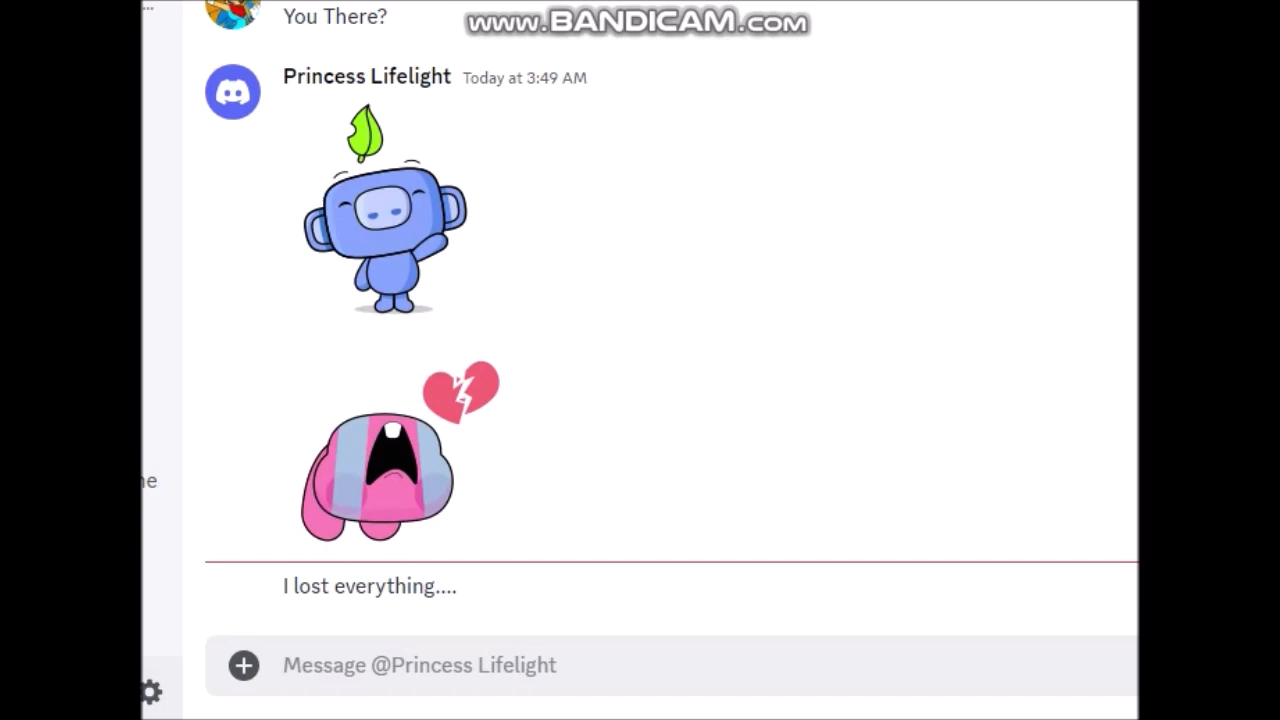 www.BANDICAM.com
You There?
Princess Lifelight Today at 3:49 AM
I lost everything....
Message @Princess Lifelight